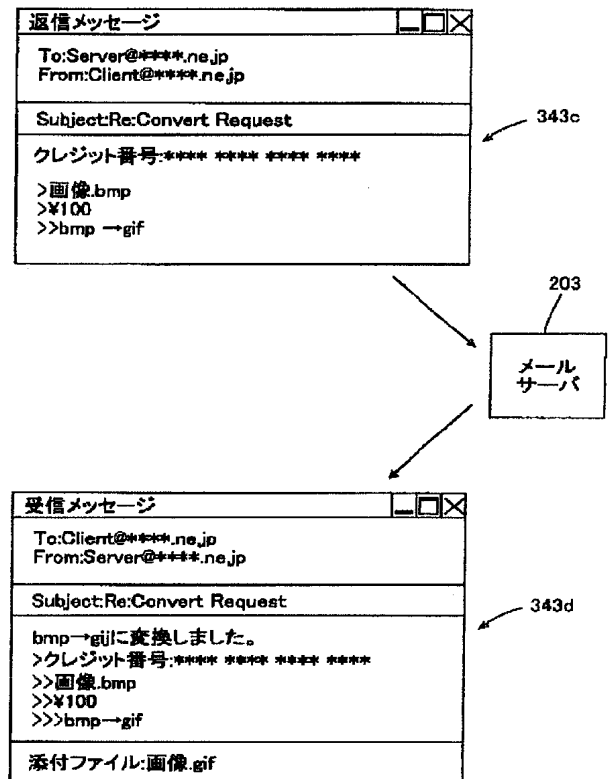 返信メッセージ
To:Server@****.ne.jp
From:Client@****.ne.jp
Subject:Re:Convert Request
クレジット番号:**** **** **** ****
>画像.bmp
>¥100
>>bmp →gif
343c
203
メール
サーバ
受信メッセージ
To:Client@****.ne.jp
From:Server@****.ne.jp
Subject:Re:Convert Request
343d
bmp→gijに変換しました。
>クレジット番号:**** **** **** ****
>>画像.bmp
>>¥100
>>>bmp→gif
添付ファイル:画像.gif